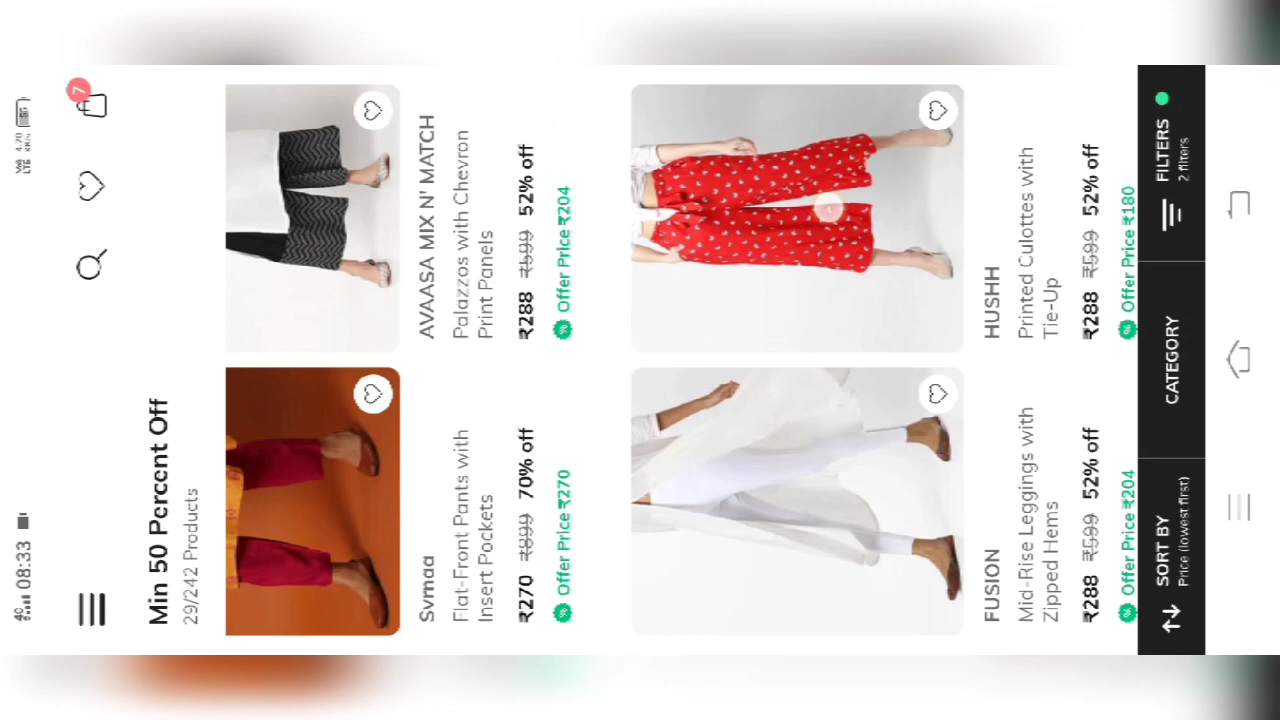 08:33
7
Min 50 Percent Off
29/242 Products
Svrnaa
Flat-Front Pants with
Insert Pockets
₹270 ₹899 70% off
Offer Price ₹270
AVAASA MIX N' MATCH
Palazzos with Chevron
Print Panels
₹288 ₹599 52% off
Offer Price ₹204
FUSION
Mid-Rise Leggings with
Zipped Hems
₹288 ₹599 52% off
Offer Price ₹204
HUSHH
Printed Culottes with
Tie-Up
₹288 ₹599 52% off
Offer Price ₹180
SORT BY
Price (lowest first)
CATEGORY
FILTERS
2 filters